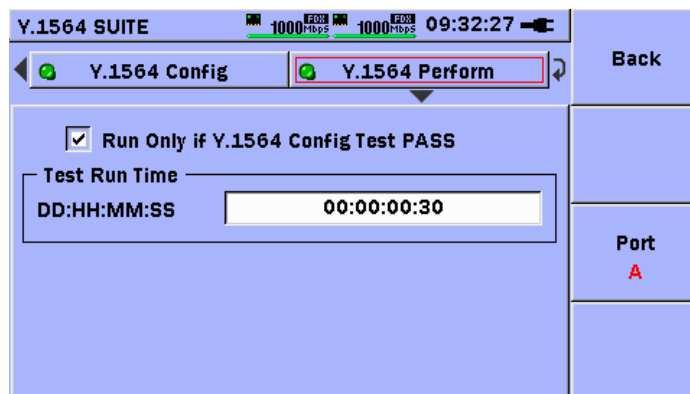 Y.1564 SUITE
1000 FDX Mbps 1000 FDX Mbps 09:32:27
Back
Y.1564 Config Y.1564 Perform
Run Only if Y.1564 Config Test PASS
Test Run Time
DD:HH:MM:SS 00:00:00:30
Port
A